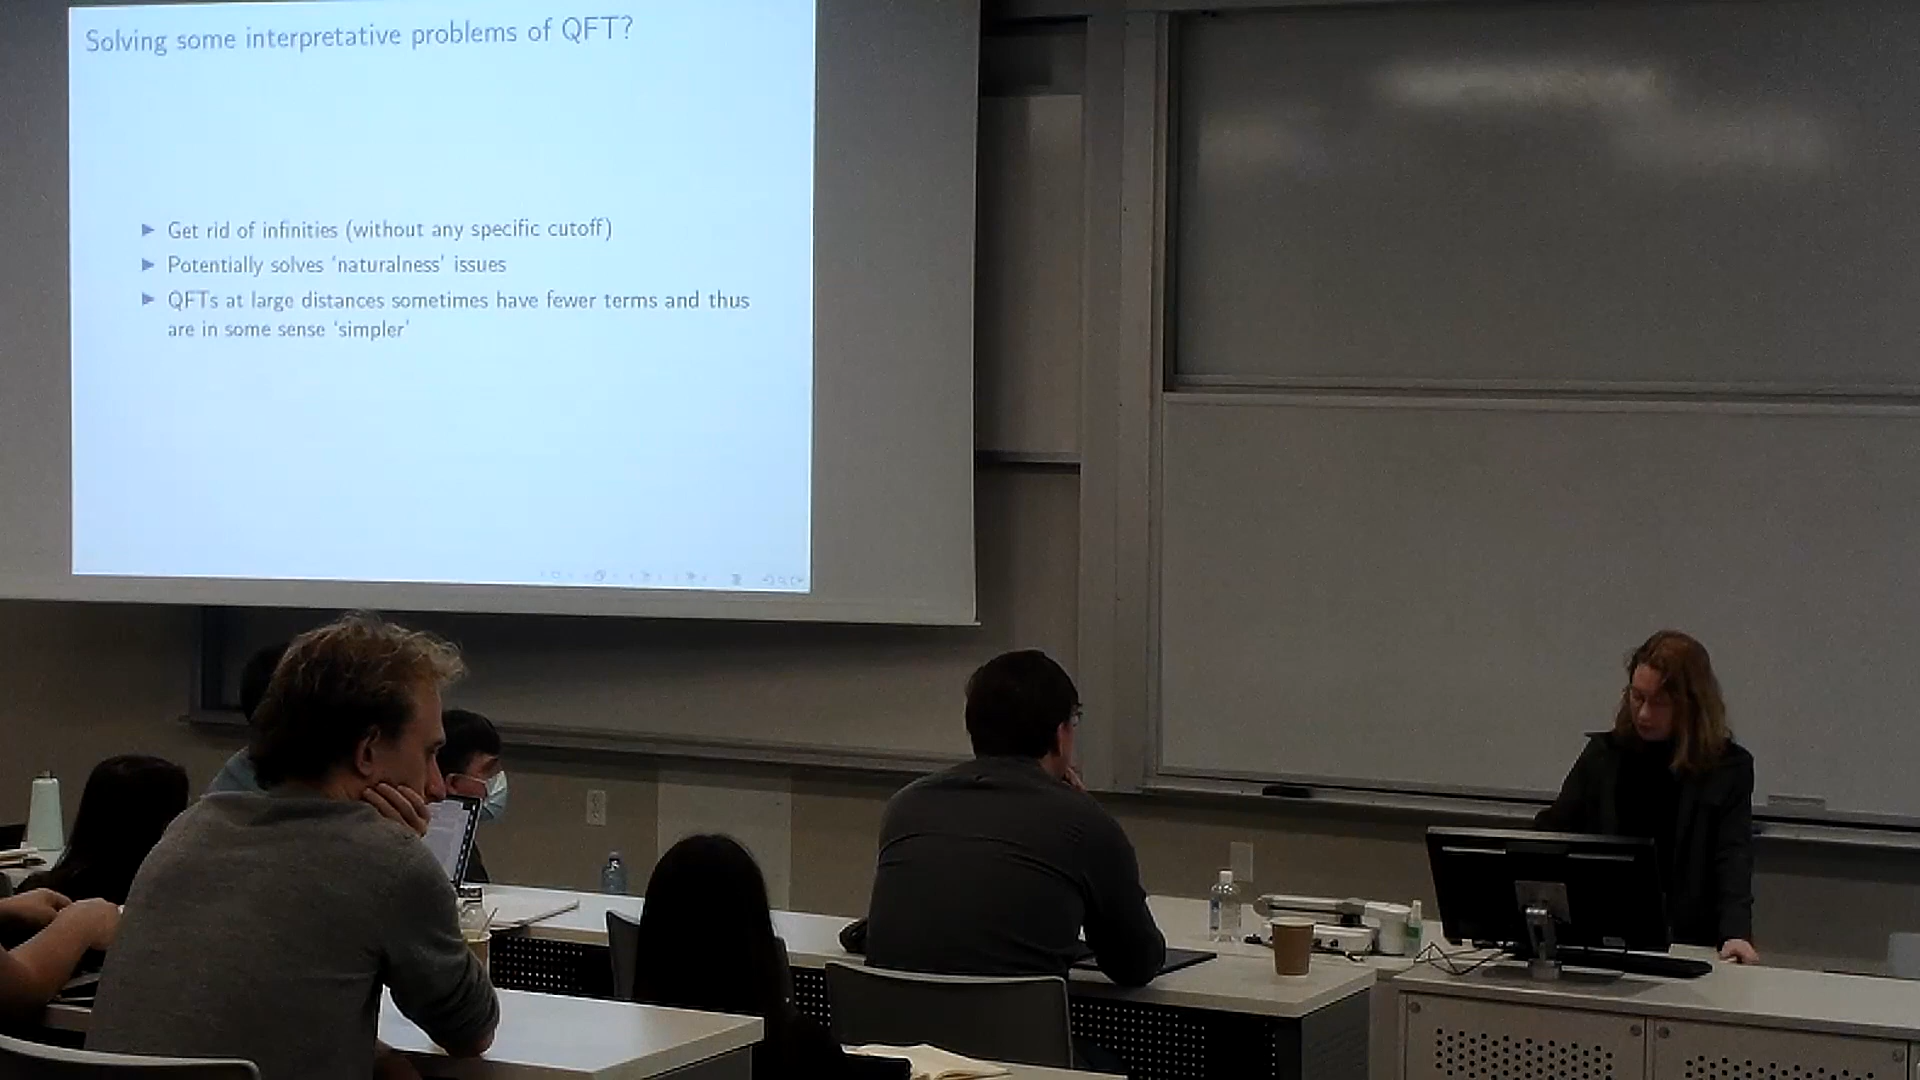 Solving some interpretative problems of QFT?
Get rid of infinities (without any specific cutoff)
Potentially solves 'naturalness' issues
QFTs at large distances sometimes have fewer terms and thus
are in some sense 'simpler'